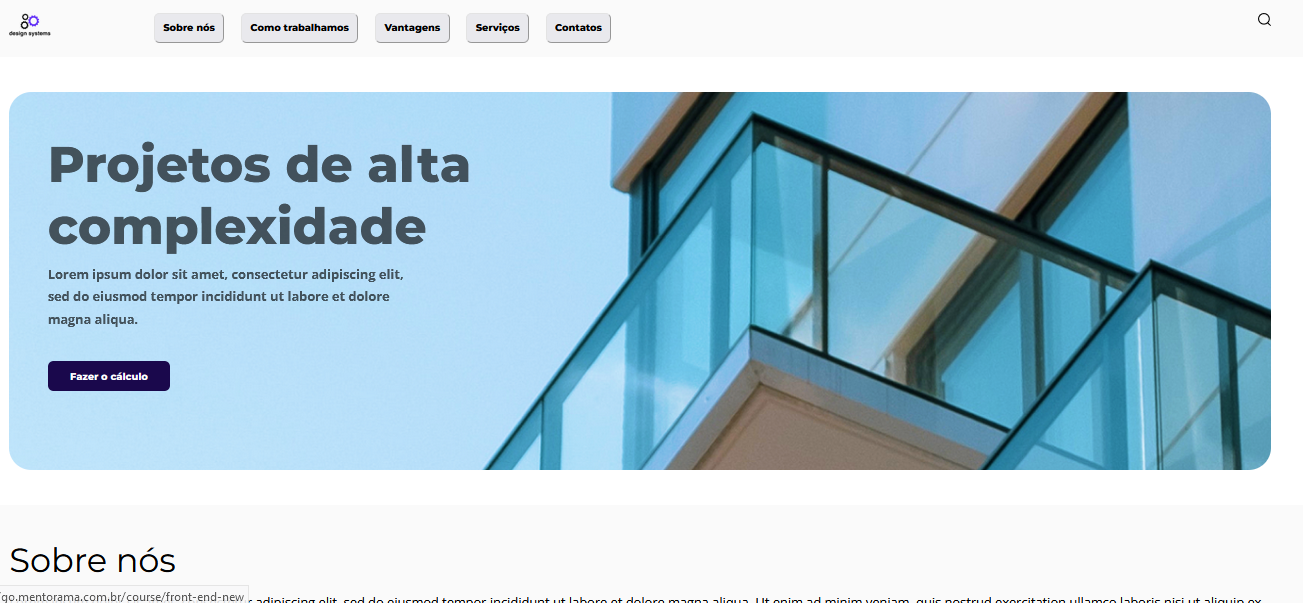 design systems
Sobre nós
Como trabalhamos
Vantagens
Serviços
Contatos
Projetos de alta
complexidade
Lorem ipsum dolor sit amet, consectetur adipiscing elit,
sed do eiusmod tempor incididunt ut labore et dolore
magna aliqua.
Fazer o cálculo
Sobre nós
go.mentorama.com.br/course/front-end-new
adipiscing elit, sed do eiusmod tempor incididunt ut labore et dolore magna aliqua. Ut enim ad minim veniam, quis nostrud exercitation ullamco laboris nisi ut aliquip ex